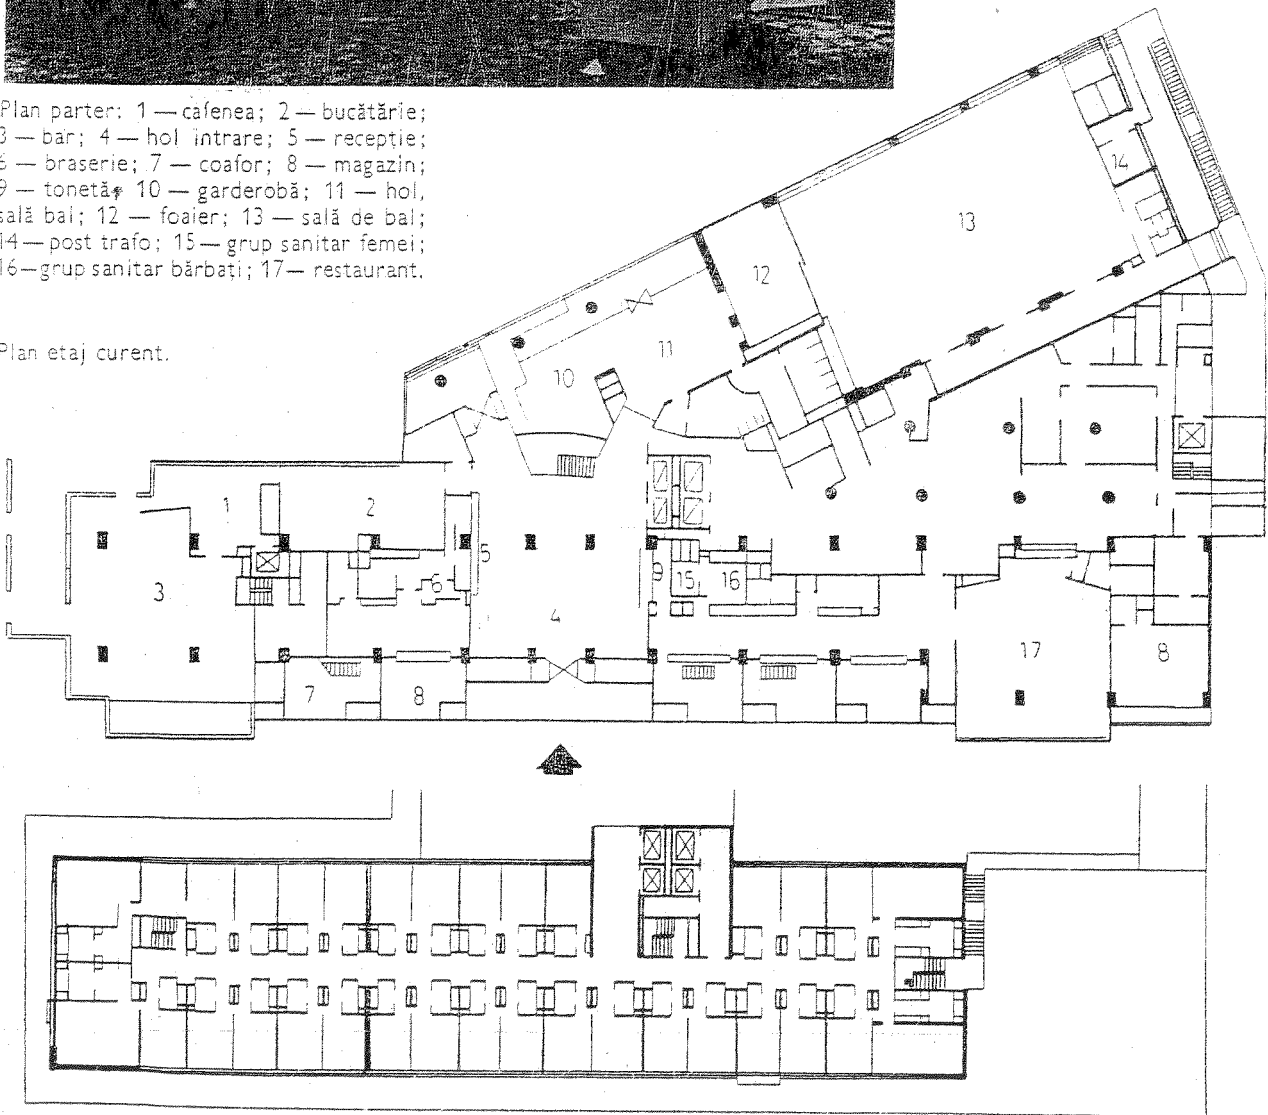 Plan parter: 1 — cafenea; 2 — bucătărie;
3 — bar; 4 — hol intrare; 5 — recepție;
6 — braserie; 7 — coafor; 8 — magazin;
9 — tonetă; 10 — garderobă; 11 — hol,
sală bal; 12 — foaier; 13 — sală de bal;
14 — post trafo; 15 — grup sanitar femei;
16 — grup sanitar bărbați; 17 — restaurant.
Plan etaj curent.
13
14
12
11
10
1
2
5
3
6
9
15
16
4
17
8
7
8